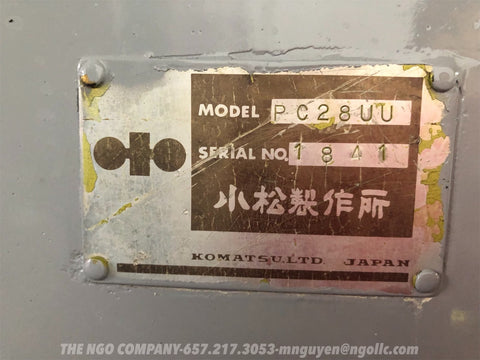 MODEL PC28UU
SERIAL NO. 1841
小松製作所
KOMATSU.LTD. JAPAN
THE NGO COMPANY-657.217.3053-mnguyen@ngollc.com